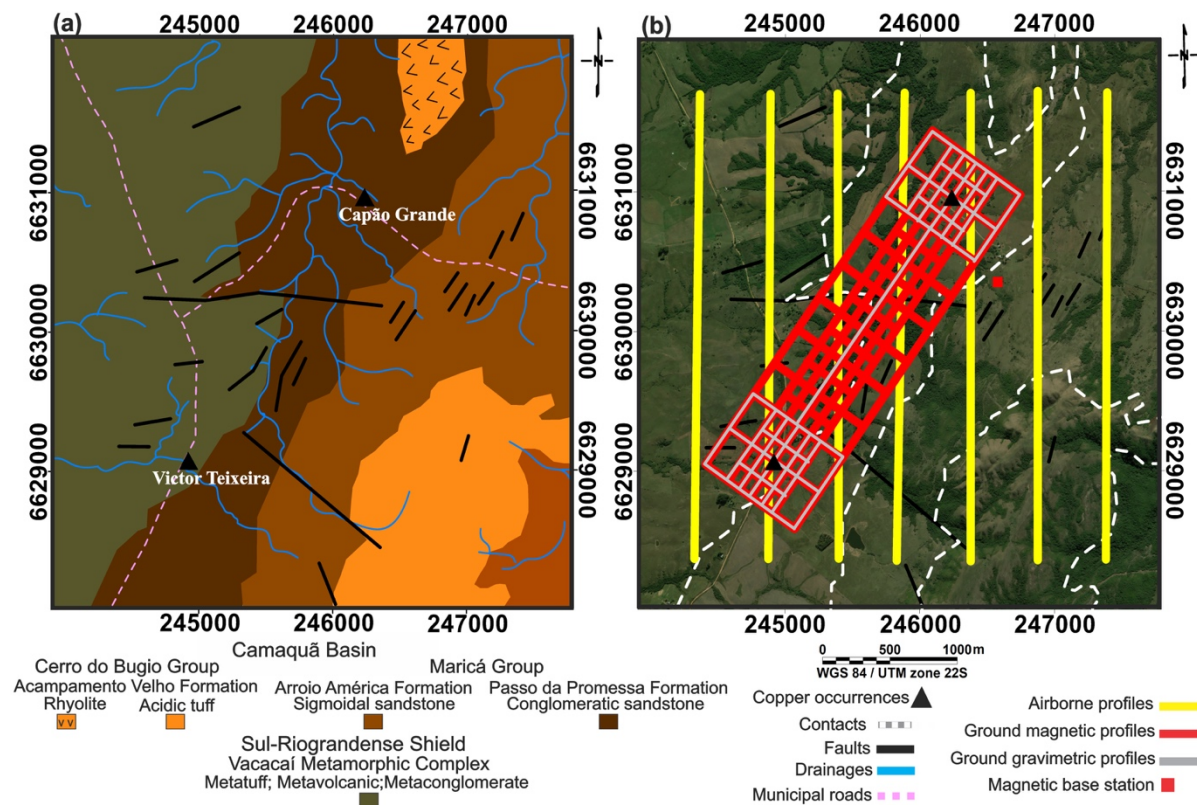 (a)
245000 246000 247000
N
6631000
6630000
6629000
Capão Grande
Victor Teixeira
6631000
6630000
6629000
245000 246000 247000
(b)
245000 246000 247000
N
6631000
6630000
6629000
6631000
6630000
6629000
245000 246000 247000
Camaquã Basin
Cerro do Bugio Group
Acampamento Velho Formation
Rhyolite Acidic tuff
Maricá Group
Arroio América Formation
Sigmoidal sandstone
Passo da Promessa Formation
Conglomeratic sandstone
Sul-Riograndense Shield
Vacacaí Metamorphic Complex
Metatuff; Metavolcanic;Metaconglomerate
0 500 1000m
WGS 84 / UTM zone 22S
Copper occurrences
Contacts
Faults
Drainages
Municipal roads
Airborne profiles
Ground magnetic profiles
Ground gravimetric profiles
Magnetic base station